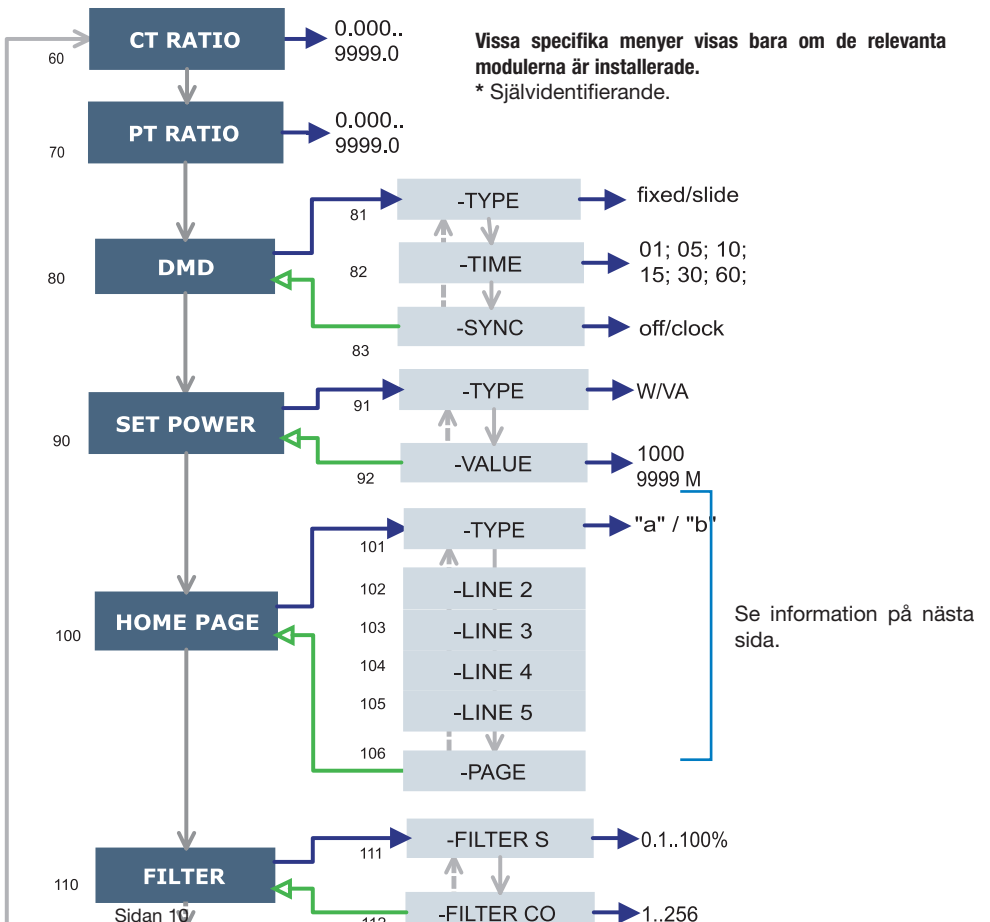 CT RATIO
60
0.000..
9999.0
Vissa specifika menyer visas bara om de relevanta
modulerna är installerade.
* Självidentifierande.
PT RATIO
70
0.000..
9999.0
DMD
80
81
-TYPE
fixed/slide
82
-TIME
01; 05; 10;
15; 30; 60;
83
-SYNC
off/clock
SET POWER
90
91
-TYPE
W/VA
92
-VALUE
1000
9999 M
HOME PAGE
100
101
-TYPE
"a" / "b"
102
-LINE 2
103
-LINE 3
104
-LINE 4
105
-LINE 5
106
-PAGE
Se information på nästa
sida.
FILTER
110
111
-FILTER S
0.1..100%
112
-FILTER CO
1..256
Sidan 10